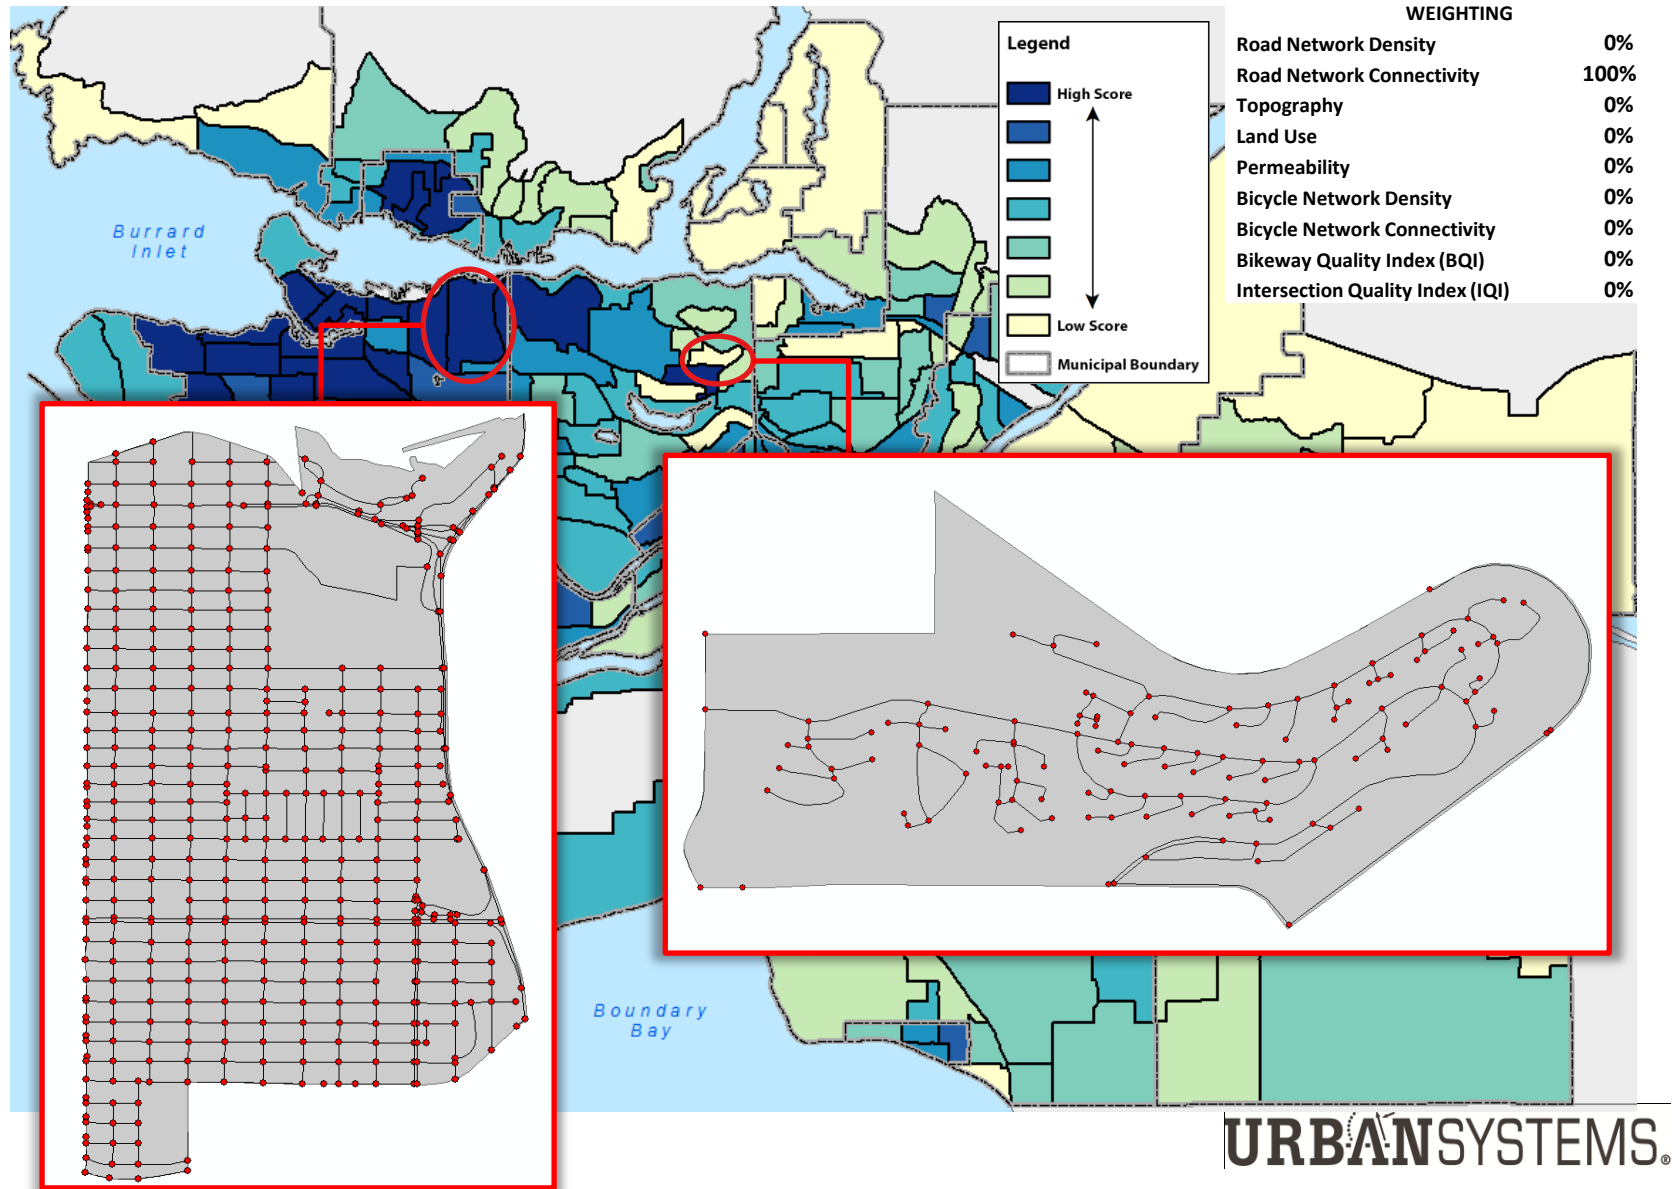 WEIGHTING
Road Network Density 0%
Road Network Connectivity 100%
Topography 0%
Land Use 0%
Permeability 0%
Bicycle Network Density 0%
Bicycle Network Connectivity 0%
Bikeway Quality Index (BQI) 0%
Intersection Quality Index (IQI) 0%
Legend
High Score
Low Score
Municipal Boundary
Burrard
Inlet
Boundary
Bay
URBANSYSTEMS®